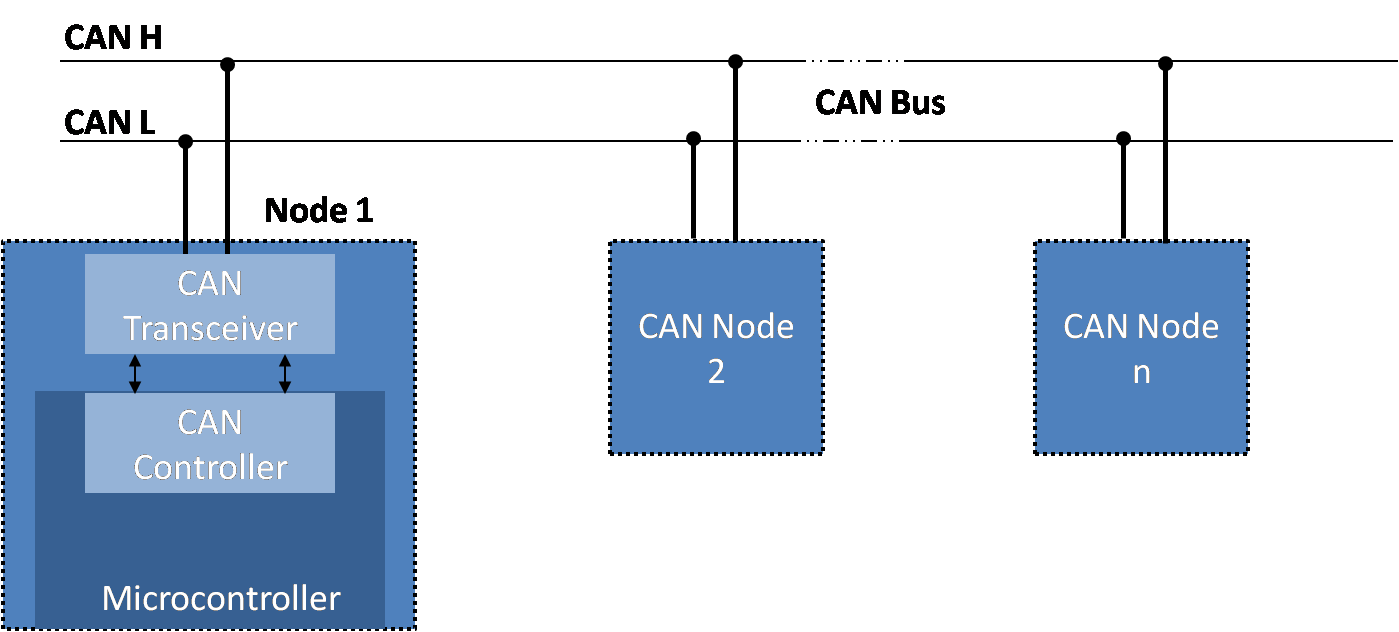 CAN H
CAN L
CAN Bus
Node 1
CAN
Transceiver
CAN
Controller
Microcontroller
CAN Node
2
CAN Node
n